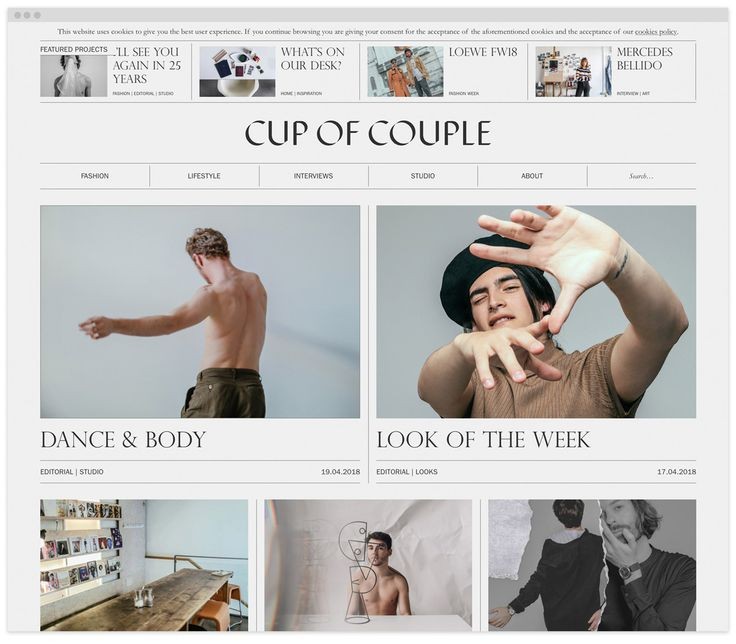 This website uses cookies to give you the best user experience. If you continue browsing you are giving your consent for the acceptance of the aforementioned cookies and the acceptance of our cookies policy.
FEATURED PROJECTS
'LL SEE YOU
AGAIN IN 25
YEARS
FASHION | EDITORIAL | STUDIO
WHAT'S ON
OUR DESK?
HOME | INSPIRATION
LOEWE FW18
FASHION WEEK
MERCEDES
BELLIDO
INTERVIEW | ART
CUP OF COUPLE
FASHION
LIFESTYLE
INTERVIEWS
STUDIO
ABOUT
Search...
DANCE & BODY
EDITORIAL | STUDIO 19.04.2018
LOOK OF THE WEEK
EDITORIAL | LOOKS 17.04.2018